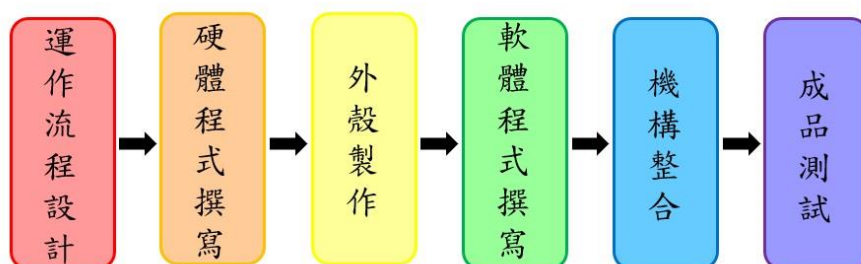 運作流程設計
硬體程式撰寫
外殼製作
軟體程式撰寫
機構整合
成品測試